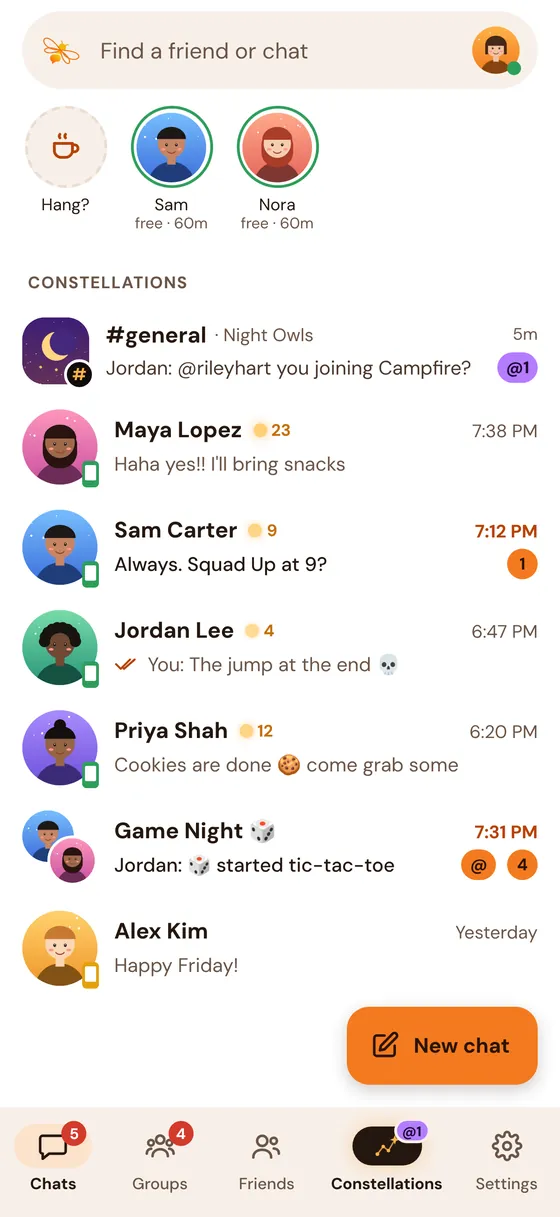 Find a friend or chat
Hang?
Sam
free · 60m
Nora
free · 60m
CONSTELLATIONS
#general · Night Owls
5m
#
Jordan: @rileyhart you joining Campfire?
@1
Maya Lopez 23
7:38 PM
Haha yes!! I'll bring snacks
Sam Carter 9
7:12 PM
Always. Squad Up at 9?
1
Jordan Lee 4
6:47 PM
You: The jump at the end 💀
Priya Shah 12
6:20 PM
Cookies are done 🍪 come grab some
Game Night 🎲
7:31 PM
Jordan: 🎲 started tic-tac-toe
@ 4
Alex Kim
Yesterday
Happy Friday!
New chat
5
4
@1
Chats
Groups
Friends
Constellations
Settings